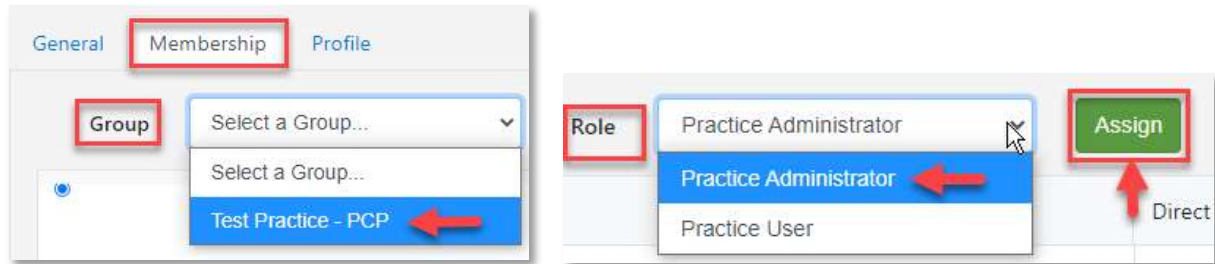 General Membership Profile
Group Select a Group...
Select a Group...
Test Practice - PCP
Role Practice Administrator Assign
Practice Administrator
Direct
Practice User